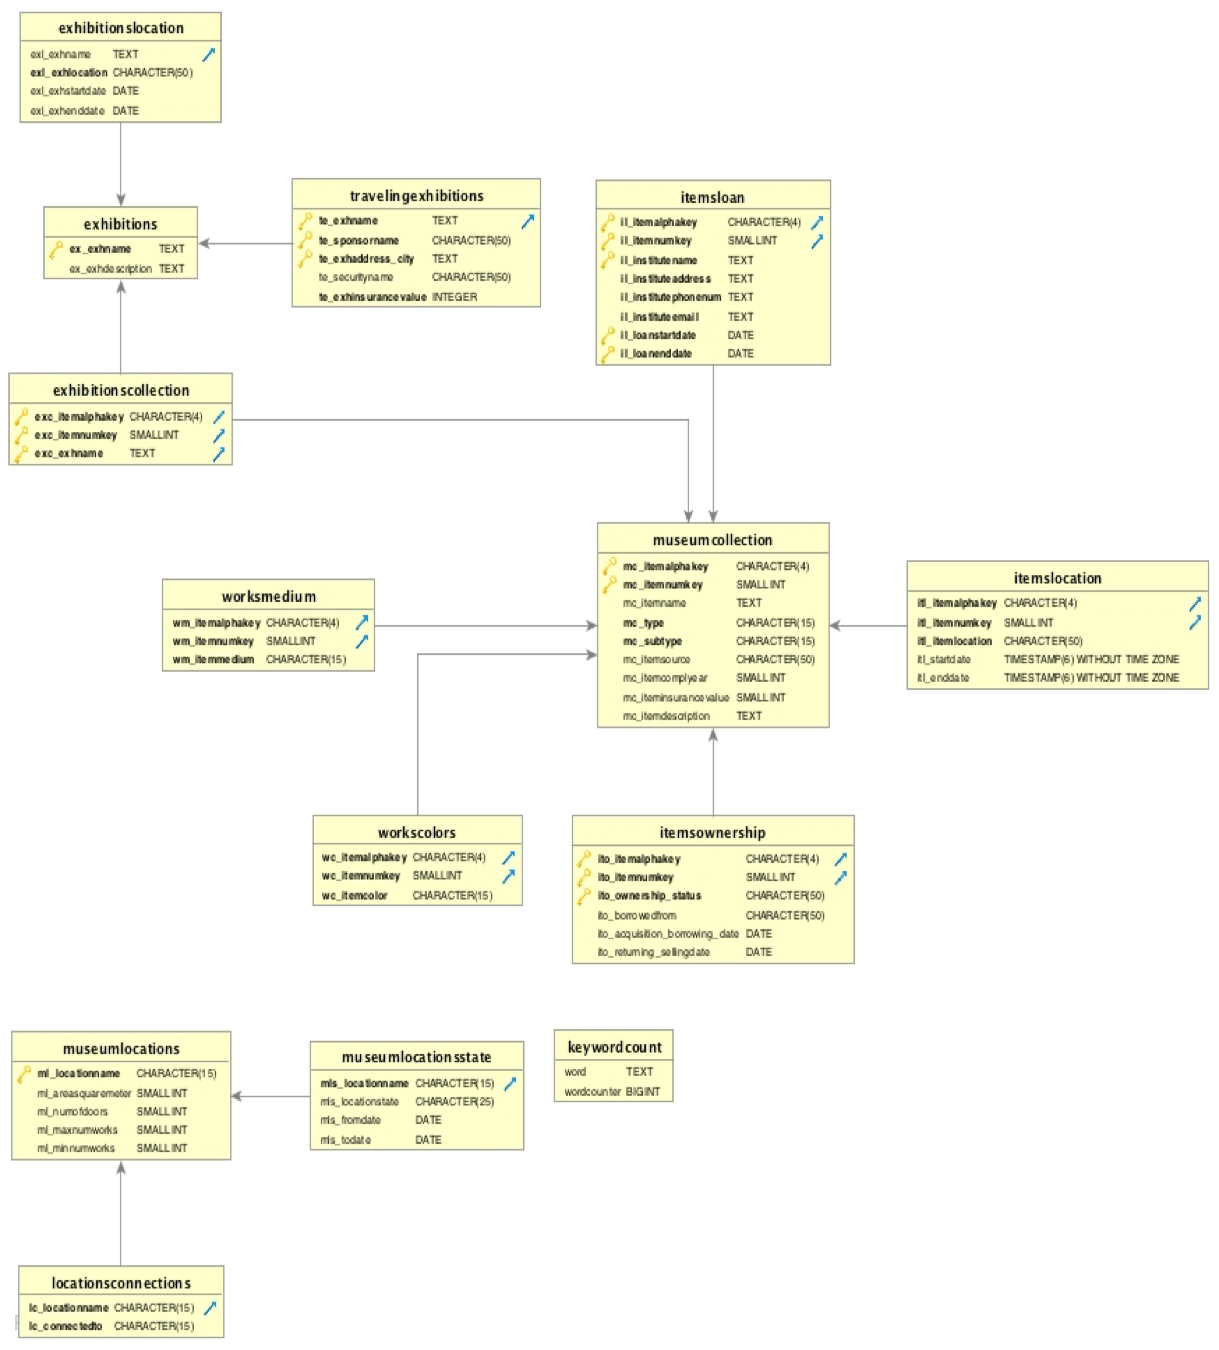 exhibitionslocation
exl_exhname TEXT
exl_exhlocation CHARACTER(50)
exl_exhstartdate DATE
exl_exhenddate DATE
exhibitions
ex_exhname TEXT
ex_exhdescription TEXT
travelingexhibitions
te_exhname TEXT
te_sponsorname CHARACTER(50)
te_exhaddress_city TEXT
te_securityname CHARACTER(50)
te_exhinsurancevalue INTEGER
itemsloan
il_itemalphakey CHARACTER(4)
il_itemnumkey SMALLINT
il_institutename TEXT
il_instituteaddress TEXT
il_institutephonenum TEXT
il_instituteemail TEXT
il_loanstartdate DATE
il_loanenddate DATE
exhibitionscollection
exc_itemalphakey CHARACTER(4)
exc_itemnumkey SMALLINT
exc_exhname TEXT
museumcollection
mc_itemalphakey CHARACTER(4)
mc_itemnumkey SMALLINT
mc_itemname TEXT
mc_type CHARACTER(15)
mc_subtype CHARACTER(15)
mc_itemsource CHARACTER(50)
mc_itemcomplyear SMALLINT
mc_iteminsurancevalue SMALLINT
mc_itemdescription TEXT
itemslocation
itl_itemalphakey CHARACTER(4)
itl_itemnumkey SMALLINT
itl_itemlocation CHARACTER(50)
itl_startdate TIMESTAMP(6) WITHOUT TIME ZONE
itl_enddate TIMESTAMP(6) WITHOUT TIME ZONE
worksmedium
wm_itemalphakey CHARACTER(4)
wm_itemnumkey SMALLINT
wm_itemmedium CHARACTER(15)
workscolors
wc_itemalphakey CHARACTER(4)
wc_itemnumkey SMALLINT
wc_itemcolor CHARACTER(15)
itemsownership
ito_itemalphakey CHARACTER(4)
ito_itemnumkey SMALLINT
ito_ownership_status CHARACTER(50)
ito_borrowedfrom CHARACTER(50)
ito_acquisition_borrowing_date DATE
ito_returning_sellingdate DATE
museumlocations
ml_locationname CHARACTER(15)
ml_areasquaremeter SMALLINT
ml_numofdoors SMALLINT
ml_maxnumworks SMALLINT
ml_minnumworks SMALLINT
museumlocationsstate
mls_locationname CHARACTER(15)
mls_locationstate CHARACTER(25)
mls_fromdate DATE
mls_todate DATE
keywordcount
word TEXT
wordcounter BIGINT
locationsconnections
lc_locationname CHARACTER(15)
lc_connectedto CHARACTER(15)